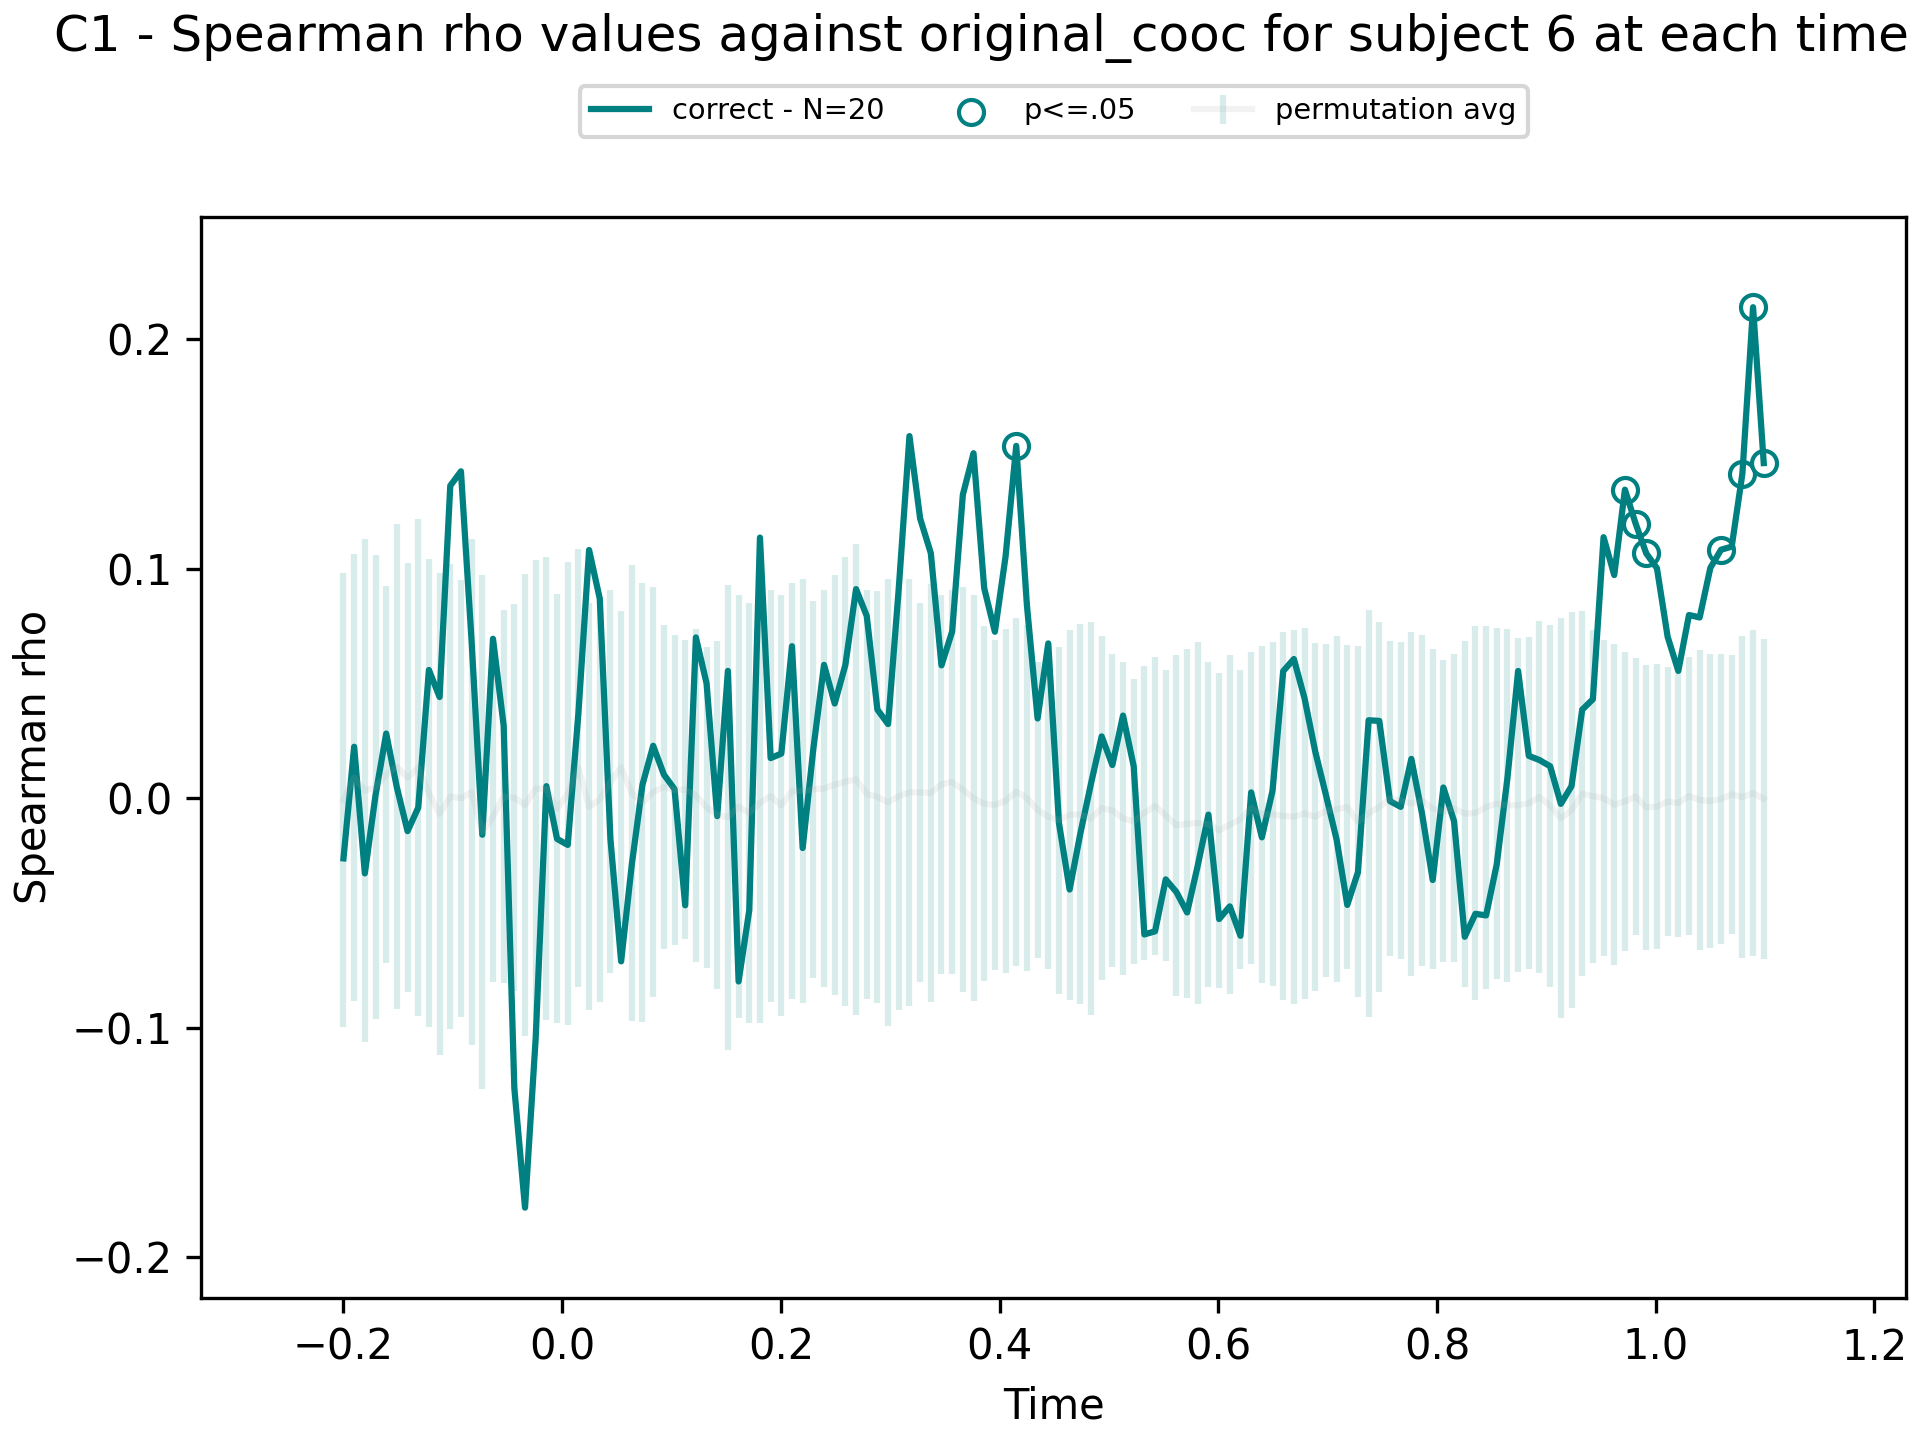 C1 - Spearman rho values against original_cooc for subject 6 at each time
correct - N=20 p<=.05 permutation avg
Spearman rho
0.2
0.1
0.0
−0.1
−0.2
−0.2 0.0 0.2 0.4 0.6 0.8 1.0 1.2
Time